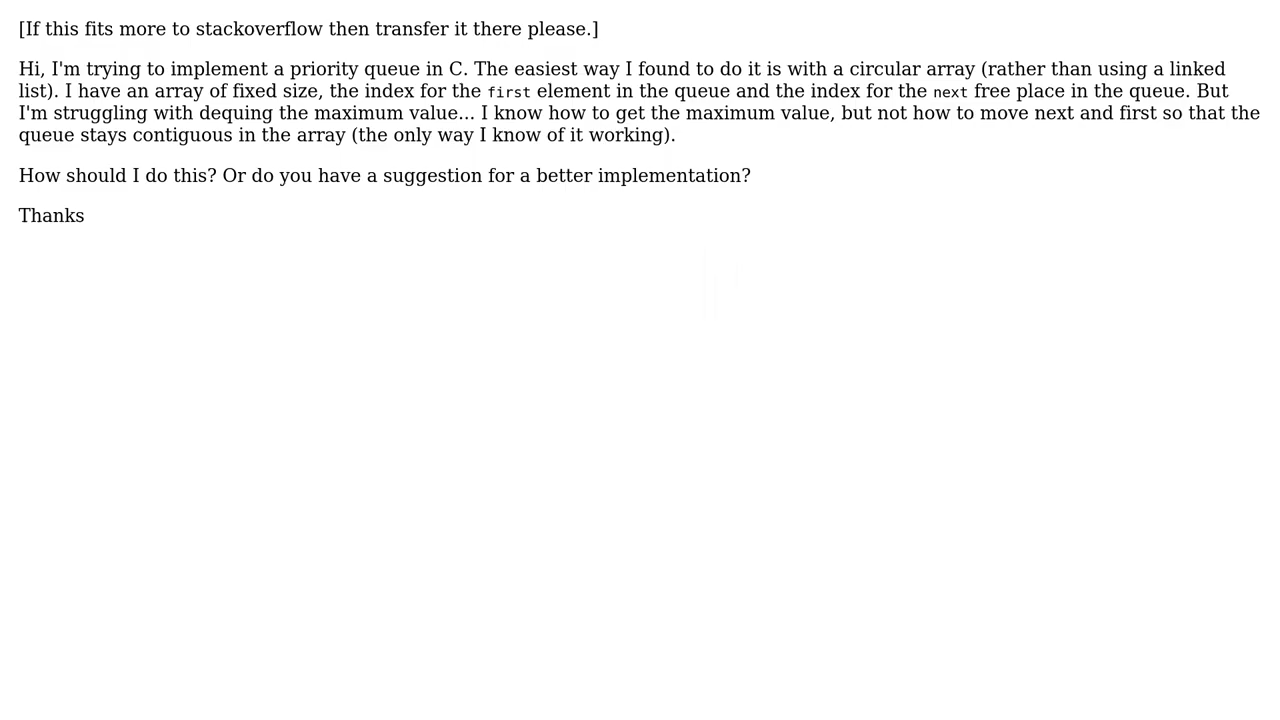 [If this fits more to stackoverflow then transfer it there please.]
Hi, I'm trying to implement a priority queue in C. The easiest way I found to do it is with a circular array (rather than using a linked
list). I have an array of fixed size, the index for the first element in the queue and the index for the next free place in the queue. But
I'm struggling with dequing the maximum value... I know how to get the maximum value, but not how to move next and first so that the
queue stays contiguous in the array (the only way I know of it working).
How should I do this? Or do you have a suggestion for a better implementation?
Thanks